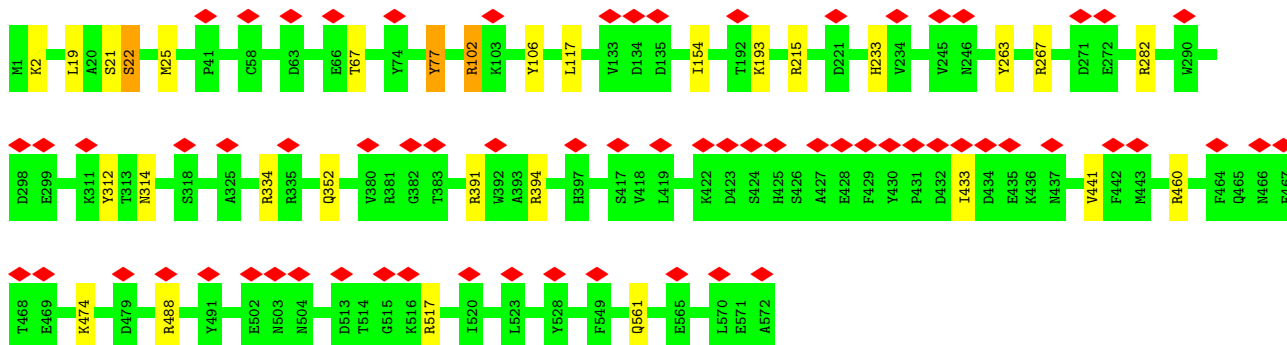 M1 K2 L19 A20 S21 S22 M25 P41 C58 D63 E66 T67 Y74 Y77 R102 K103 Y106 L117 V133 D134 D135 I154 T192 K193 R215 D221 H233 V234 V245 N246 Y263 R267 D271 E272 R282 W290
D298 E299 K311 Y312 T313 N314 S318 A325 R334 R335 Q352 V380 R381 G382 T383 R391 W392 A393 R394 H397 S417 V418 L419 K422 D423 S424 H425 S426 A427 E428 F429 Y430 P431 D432 I433 D434 E435 K436 N437 V441 F442 M443 R460 F464 Q465 N466
T468 E469 K474 D479 R488 Y491 E502 N503 N504 D513 T514 G515 K516 R517 I520 L523 Y528 F549 Q561 E565 L570 E571 A572